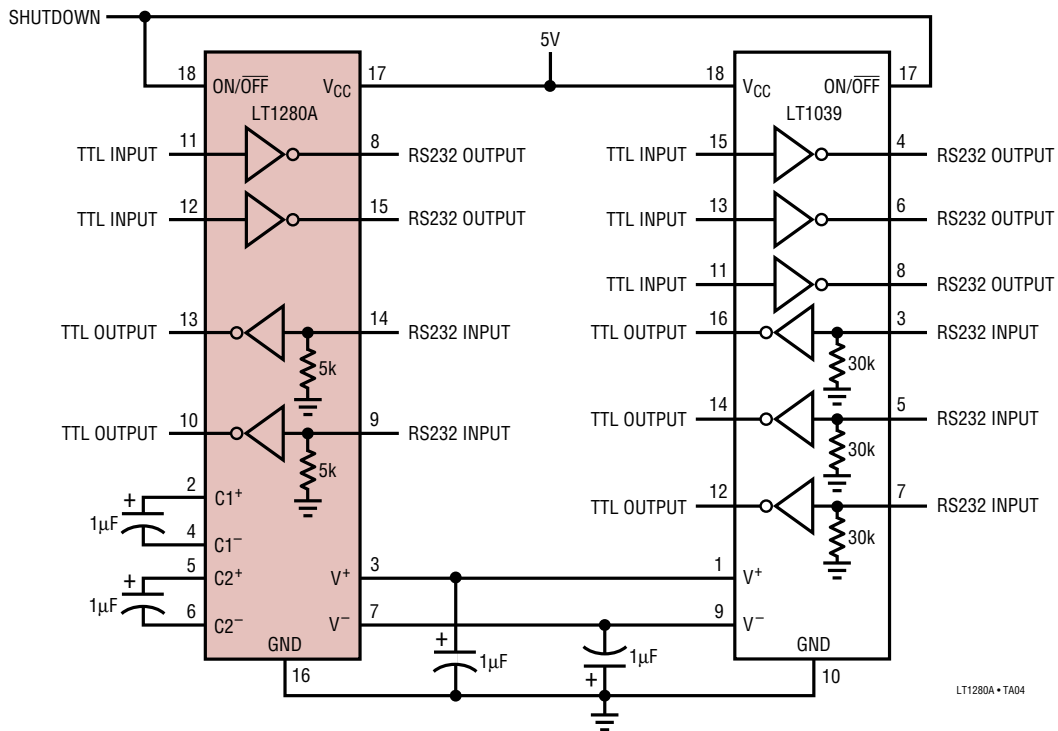 SHUTDOWN
5V
18 ON/OFF VCC 17
18 VCC ON/OFF 17
LT1280A
LT1039
TTL INPUT 11 8 RS232 OUTPUT
TTL INPUT 15 4 RS232 OUTPUT
TTL INPUT 12 15 RS232 OUTPUT
TTL INPUT 13 6 RS232 OUTPUT
TTL INPUT 11 8 RS232 OUTPUT
TTL OUTPUT 13 14 RS232 INPUT
5k
TTL OUTPUT 16 3 RS232 INPUT
30k
TTL OUTPUT 10 9 RS232 INPUT
5k
TTL OUTPUT 14 5 RS232 INPUT
30k
TTL OUTPUT 12 7 RS232 INPUT
30k
2 C1+
+ 1µF
4 C1−
5 C2+ V+ 3
1 V+
+ 1µF
6 C2− V− 7
9 V−
GND
16
+ 1µF
1µF +
GND
10
LT1280A • TA04